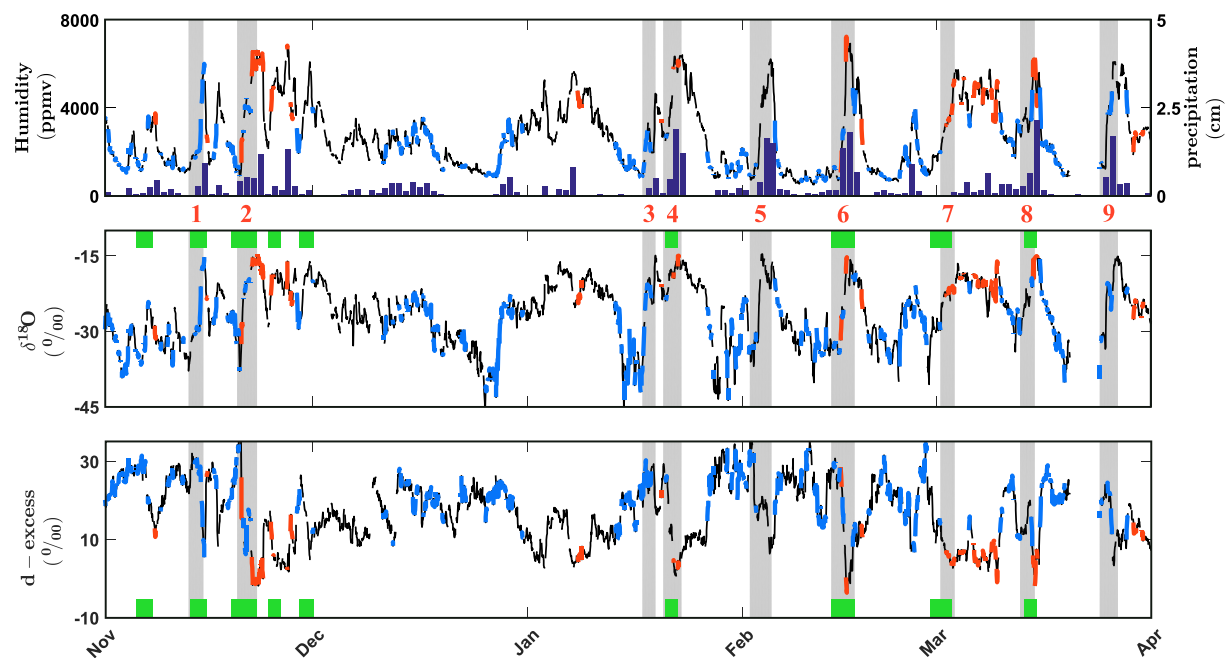 8000
4000
0
Humidity
(ppmv)
5
2.5
0
precipitation
(cm)
1 2 3 4 5 6 7 8 9
-15
-30
-45
δ¹⁸O
(⁰/₀₀)
30
10
-10
d − excess
(⁰/₀₀)
Nov Dec Jan Feb Mar Apr